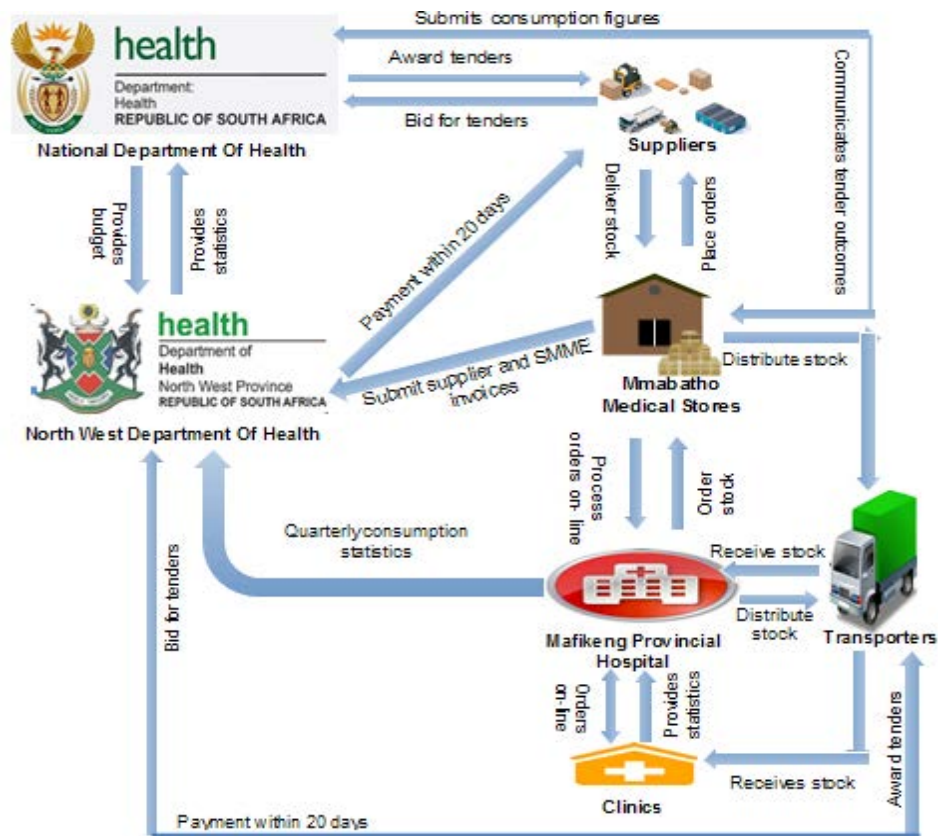 Submits consumption figures
health
Department:
Health
REPUBLIC OF SOUTH AFRICA
National Department Of Health
Award tenders
Bid for tenders
Suppliers
Communicates tender outcomes
Provides
budget
Provides
statistics
Payment within 20 days
Deliver stock
Place orders
health
Department of
Health
North West Province
REPUBLIC OF SOUTH AFRICA
North West Department Of Health
Submit supplier and SMME
invoices
Distribute stock
Mmabatho
Medical Stores
Process
orders on- line
Order
stock
Quarterly consumption
statistics
Receive stock
Distribute
stock
Transporters
Mafikeng Provincial
Hospital
Bid for tenders
Orders
on-line
Provides
statistics
Award tenders
Receives stock
Clinics
Payment within 20 days